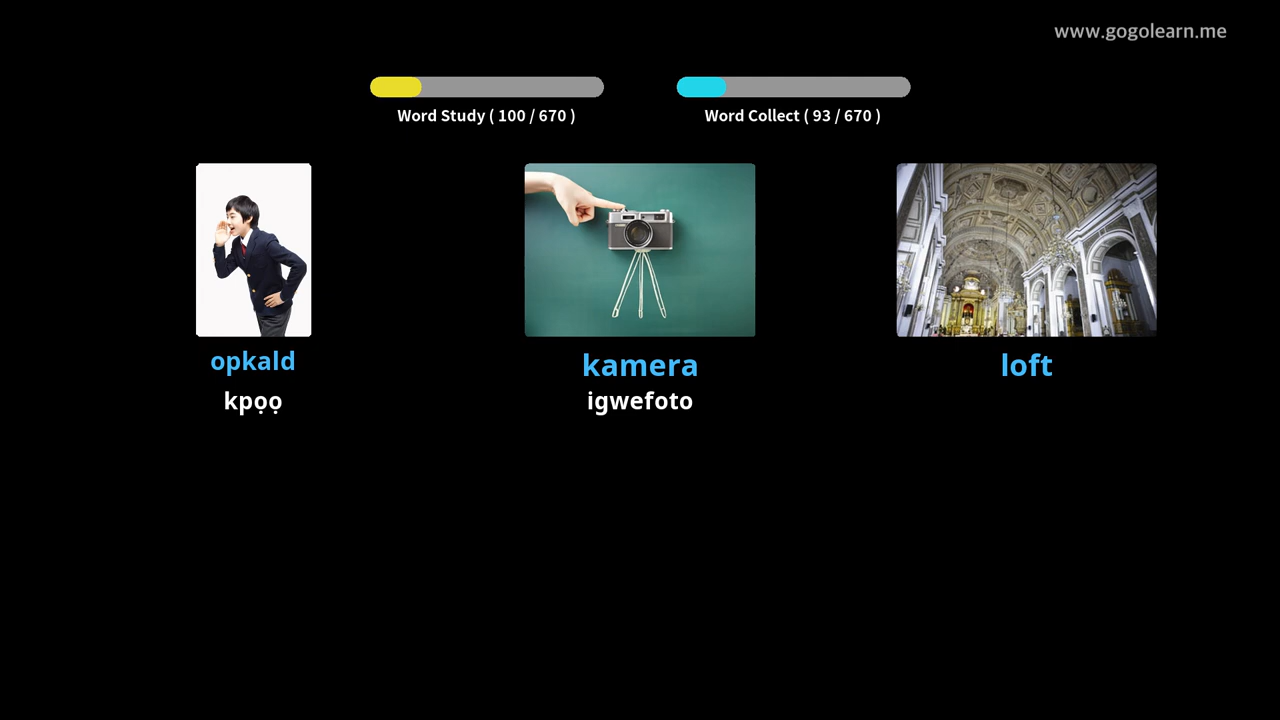 www.gogolearn.me
Word Study ( 100 / 670 )
Word Collect ( 93 / 670 )
opkald
kamera
loft
kpọọ
igwefoto